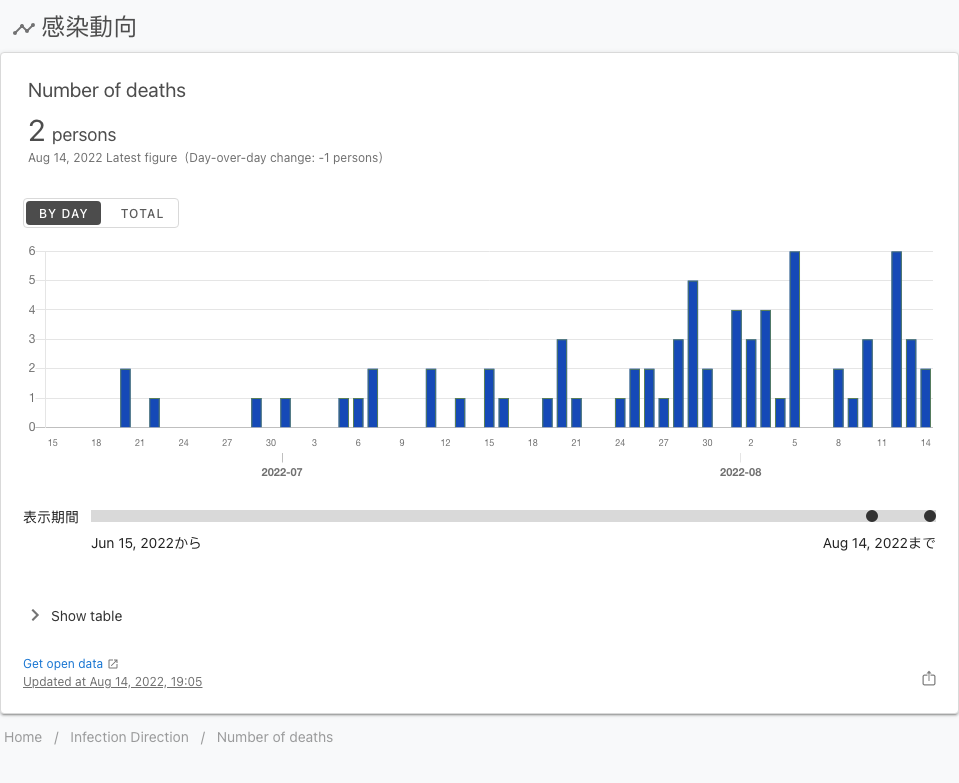 感染動向
Number of deaths
2 persons
Aug 14, 2022 Latest figure (Day-over-day change: -1 persons)
BY DAY TOTAL
6
5
4
3
2
1
0
15 18 21 24 27 30 3 6 9 12 15 18 21 24 27 30 2 5 8 11 14
2022-07 2022-08
表示期間
Jun 15, 2022から Aug 14, 2022まで
Show table
Get open data
Updated at Aug 14, 2022, 19:05
Home / Infection Direction / Number of deaths